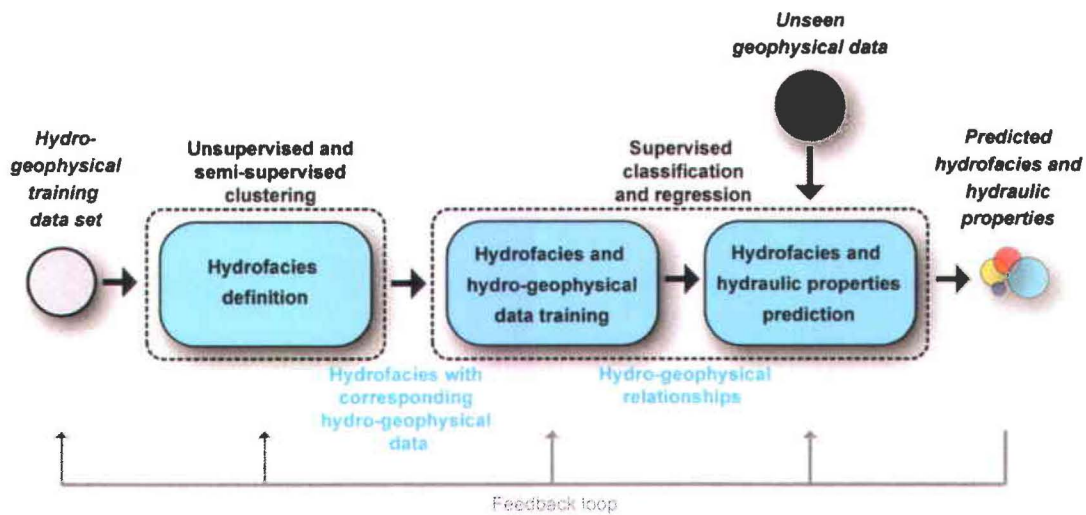 Unseen
geophysical data
Hydro-
geophysical
training
data set
Unsupervised and
semi-supervised
clustering
Supervised
classification
and regression
Predicted
hydrofacies and
hydraulic
properties
Hydrofacies
definition
Hydrofacies and
hydro-geophysical
data training
Hydrofacies and
hydraulic properties
prediction
Hydrofacies with
corresponding
hydro-geophysical
data
Hydro-geophysical
relationships
Feedback loop